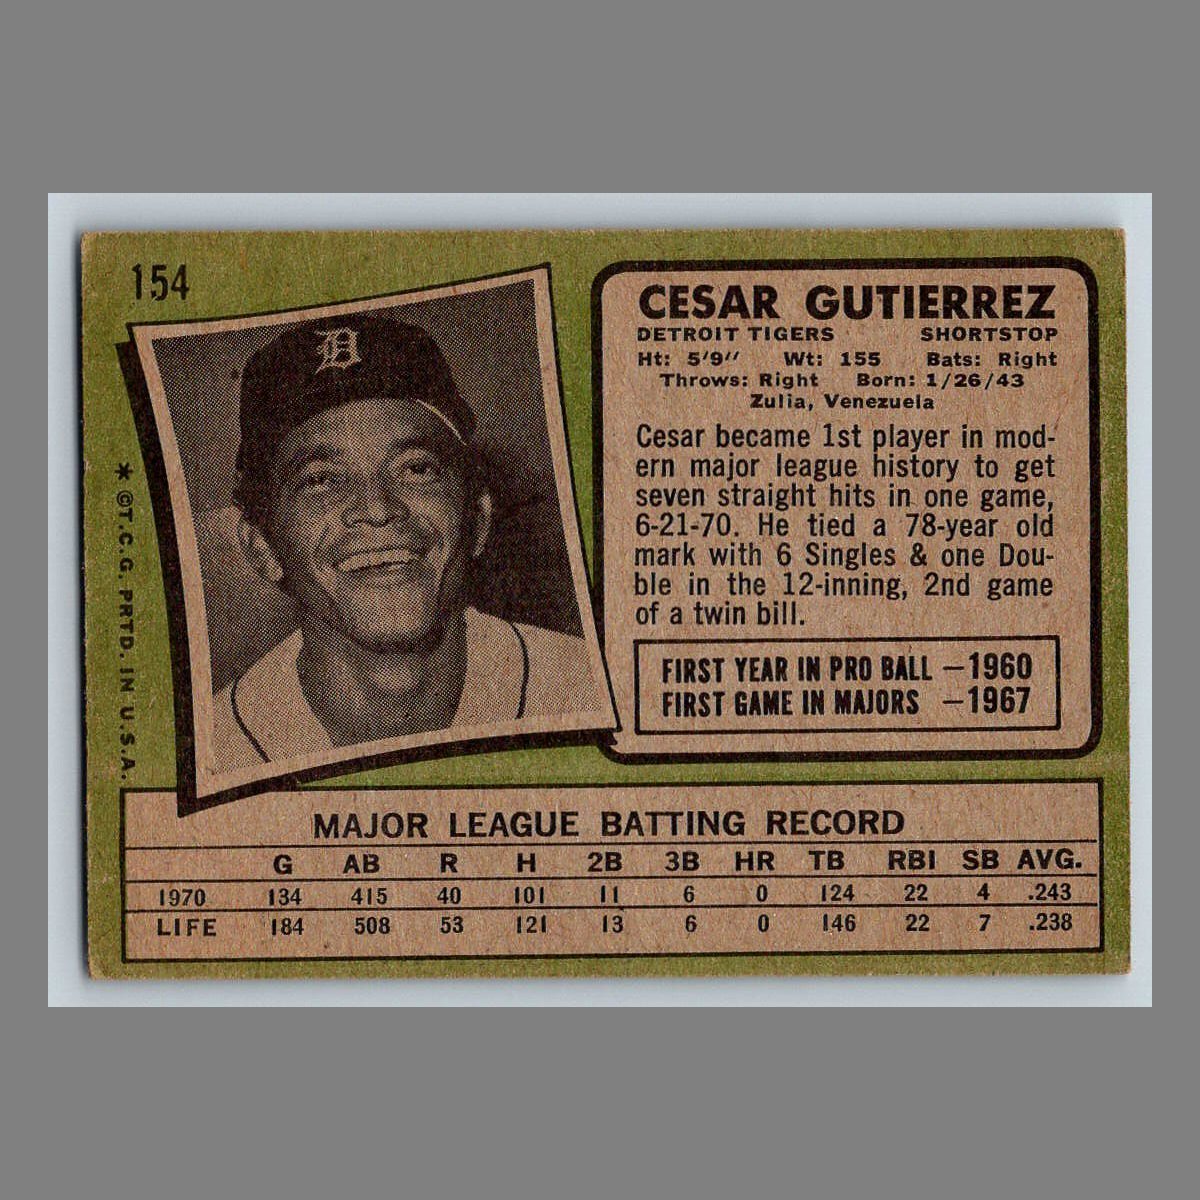 154
D
CESAR GUTIERREZ
DETROIT TIGERS SHORTSTOP
Ht: 5'9" Wt: 155 Bats: Right
Throws: Right Born: 1/26/43
Zulia, Venezuela
Cesar became 1st player in mod-
ern major league history to get
seven straight hits in one game,
6-21-70. He tied a 78-year old
mark with 6 Singles & one Dou-
ble in the 12-inning, 2nd game
of a twin bill.
FIRST YEAR IN PRO BALL —1960
FIRST GAME IN MAJORS —1967
* ©T.C.G. PRTD. IN U.S.A.
MAJOR LEAGUE BATTING RECORD
G AB R H 2B 3B HR TB RBI SB AVG.
1970 134 415 40 101 11 6 0 124 22 4 .243
LIFE 184 508 53 121 13 6 0 146 22 7 .238